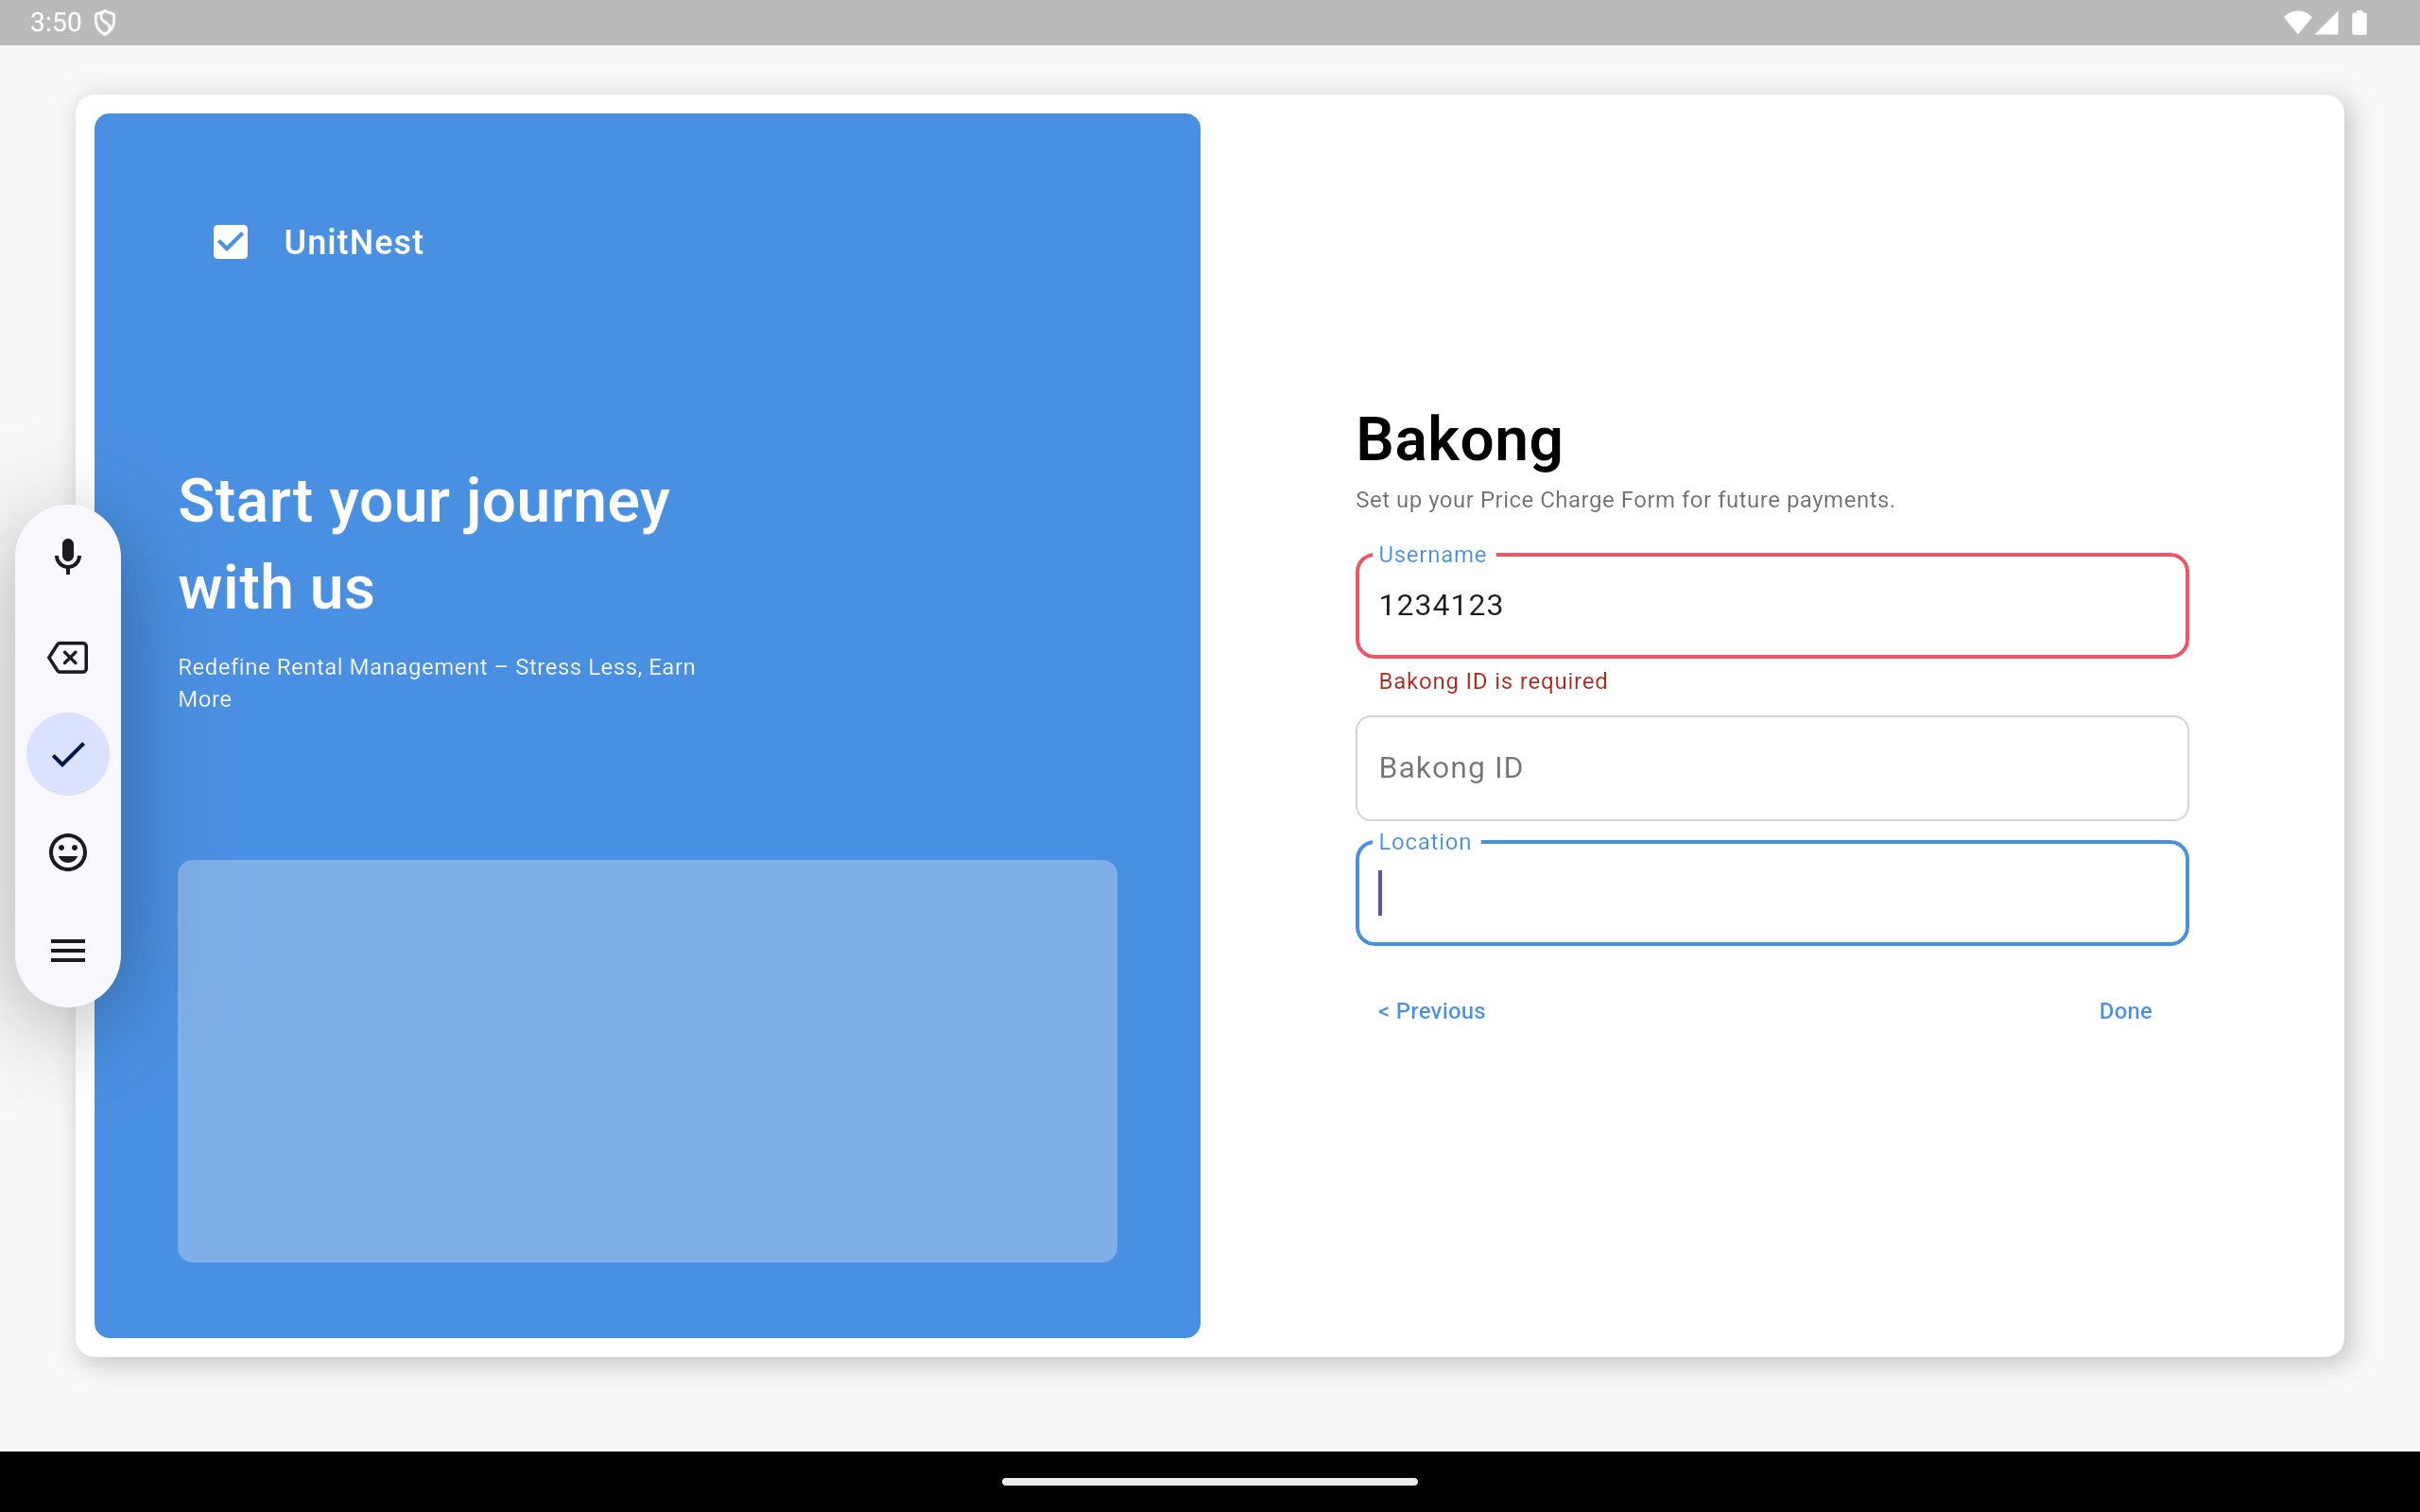 3:50
UnitNest
Start your journey
with us
Redefine Rental Management – Stress Less, Earn
More
Bakong
Set up your Price Charge Form for future payments.
Username
1234123
Bakong ID is required
Bakong ID
Location
< Previous
Done